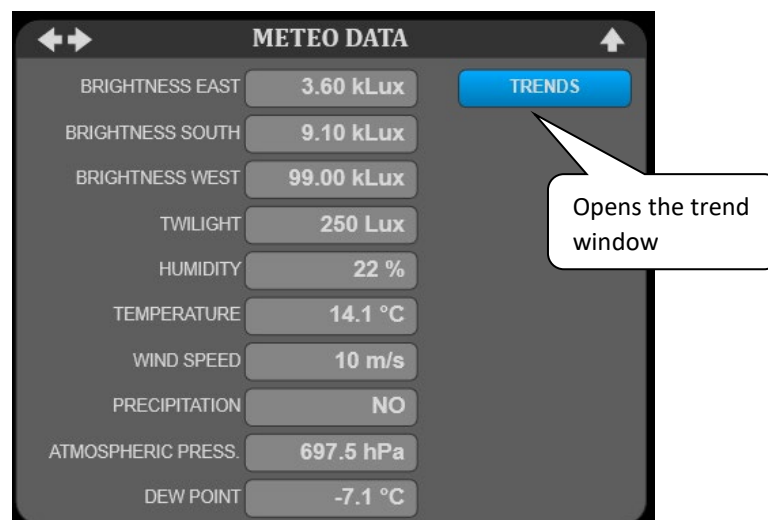 METEO DATA
BRIGHTNESS EAST 3.60 kLux TRENDS
BRIGHTNESS SOUTH 9.10 kLux
BRIGHTNESS WEST 99.00 kLux
Opens the trend
window
TWILIGHT 250 Lux
HUMIDITY 22 %
TEMPERATURE 14.1 °C
WIND SPEED 10 m/s
PRECIPITATION NO
ATMOSPHERIC PRESS. 697.5 hPa
DEW POINT -7.1 °C